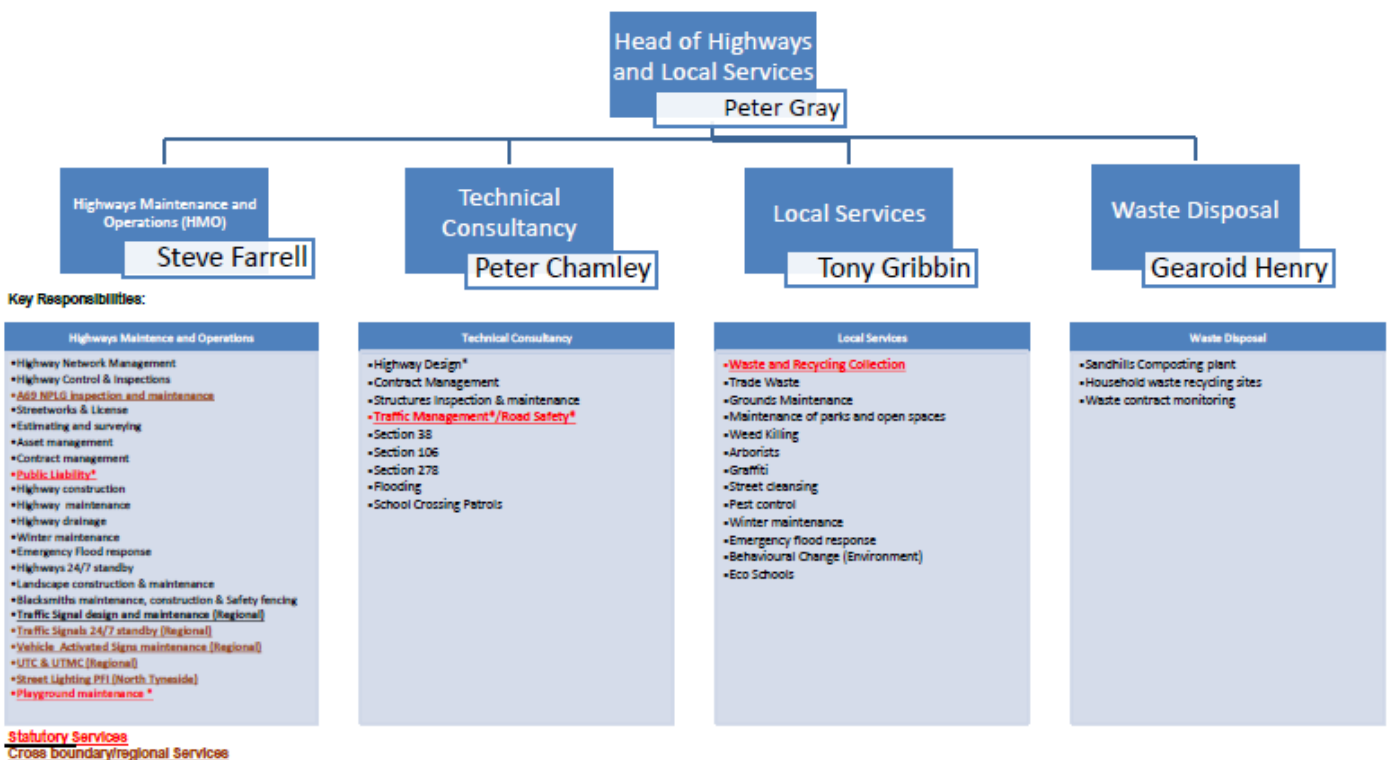 Head of Highways
and Local Services
Peter Gray
Highways Maintenance and
Operations (HMO)
Steve Farrell
Technical
Consultancy
Peter Chamley
Local Services
Tony Gribbin
Waste Disposal
Gearoid Henry
Key Responsibilities:
Highways Maintence and Operations
•Highway Network Management
•Highway Control & Inspections
•A69 NPLG inspection and maintenance
•Streetworks & License
•Estimating and surveying
•Asset management
•Contract management
•Public Liability*
•Highway construction
•Highway maintenance
•Highway drainage
•Winter maintenance
•Emergency Flood response
•Highways 24/7 standby
•Landscape construction & maintenance
•Blacksmiths maintenance, construction & Safety fencing
•Traffic Signal design and maintenance (Regional)
•Traffic Signals 24/7 standby (Regional)
•Vehicle Activated Signs maintenance (Regional)
•UTC & UTMC (Regional)
•Street Lighting PFI (North Tyneside)
•Playground maintenance *
Technical Consultancy
▪Highway Design*
▪Contract Management
▪Structures Inspection & maintenance
▪Traffic Management*/Road Safety*
▪Section 38
▪Section 106
▪Section 278
▪Flooding
▪School Crossing Patrols
Local Services
▪Waste and Recycling Collection
▪Trade Waste
▪Grounds Maintenance
▪Maintenance of parks and open spaces
▪Weed Killing
▪Arborists
▪Graffiti
▪Street cleansing
▪Pest control
▪Winter maintenance
▪Emergency flood response
▪Behavioural Change (Environment)
▪Eco Schools
Waste Disposal
▪Sandhills Composting plant
▪Household waste recycling sites
▪Waste contract monitoring
Statutory Services
Cross boundary/regional Services